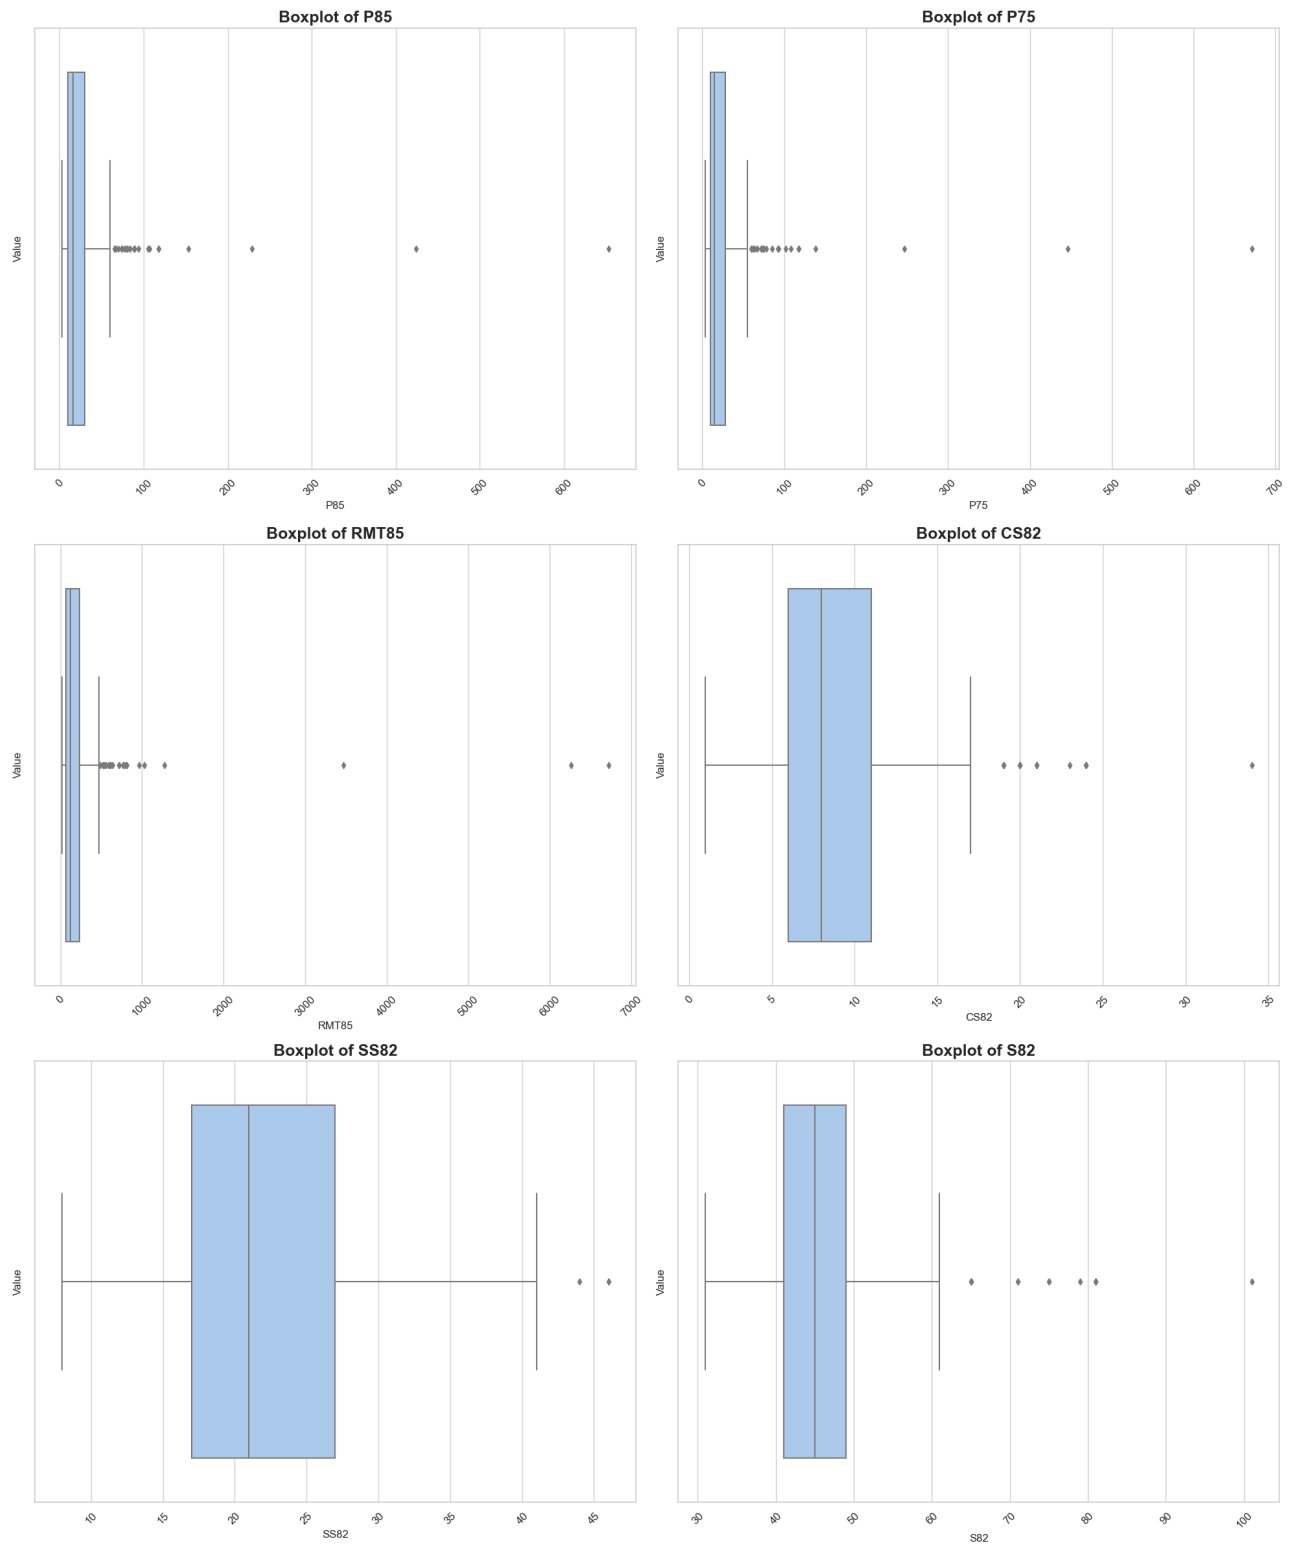 Boxplot of P85
Value
0 100 200 300 400 500 600
P85
Boxplot of P75
Value
0 100 200 300 400 500 600 700
P75
Boxplot of RMT85
Value
0 1000 2000 3000 4000 5000 6000 7000
RMT85
Boxplot of CS82
Value
0 5 10 15 20 25 30 35
CS82
Boxplot of SS82
Value
10 15 20 25 30 35 40 45
SS82
Boxplot of S82
Value
30 40 50 60 70 80 90 100
S82